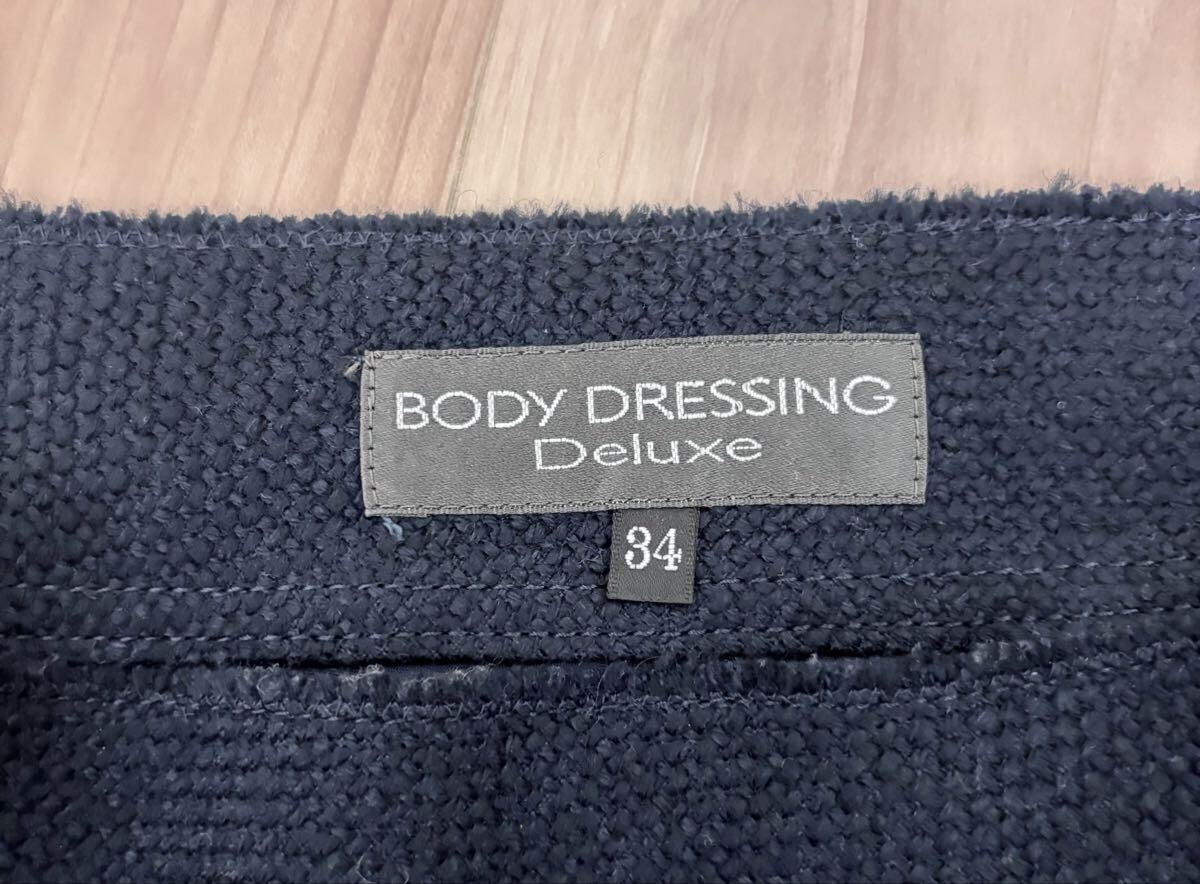 BODY DRESSING
Deluxe
34